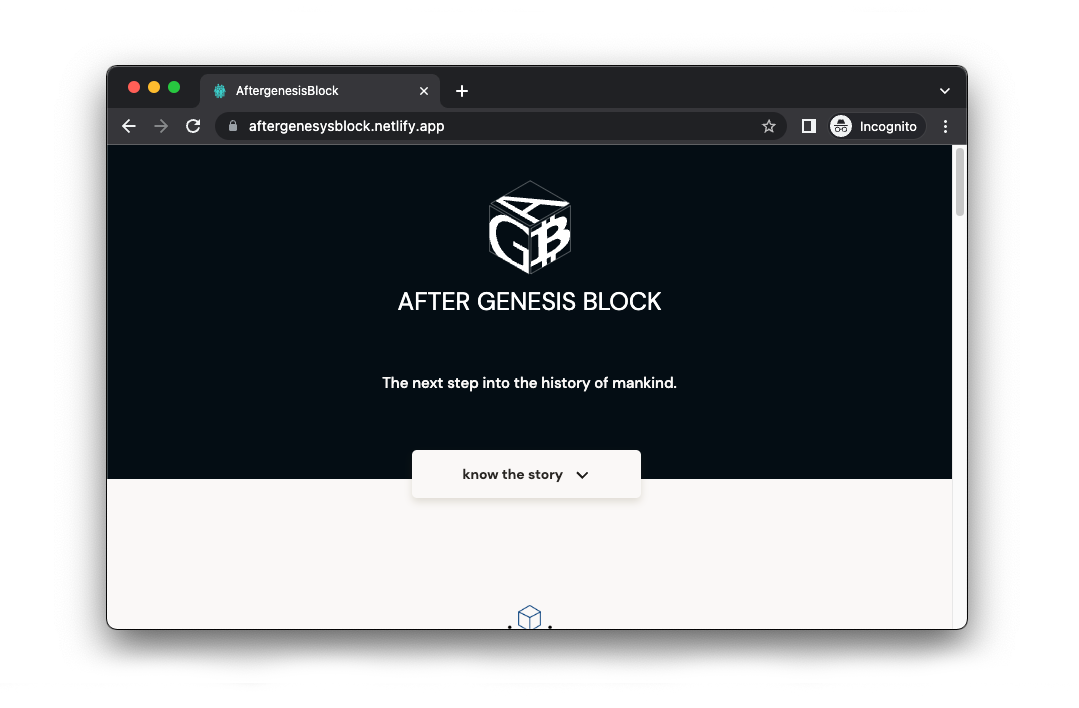 AftergenesisBlock
aftergenesysblock.netlify.app
Incognito
A
G₿
AFTER GENESIS BLOCK
The next step into the history of mankind.
know the story